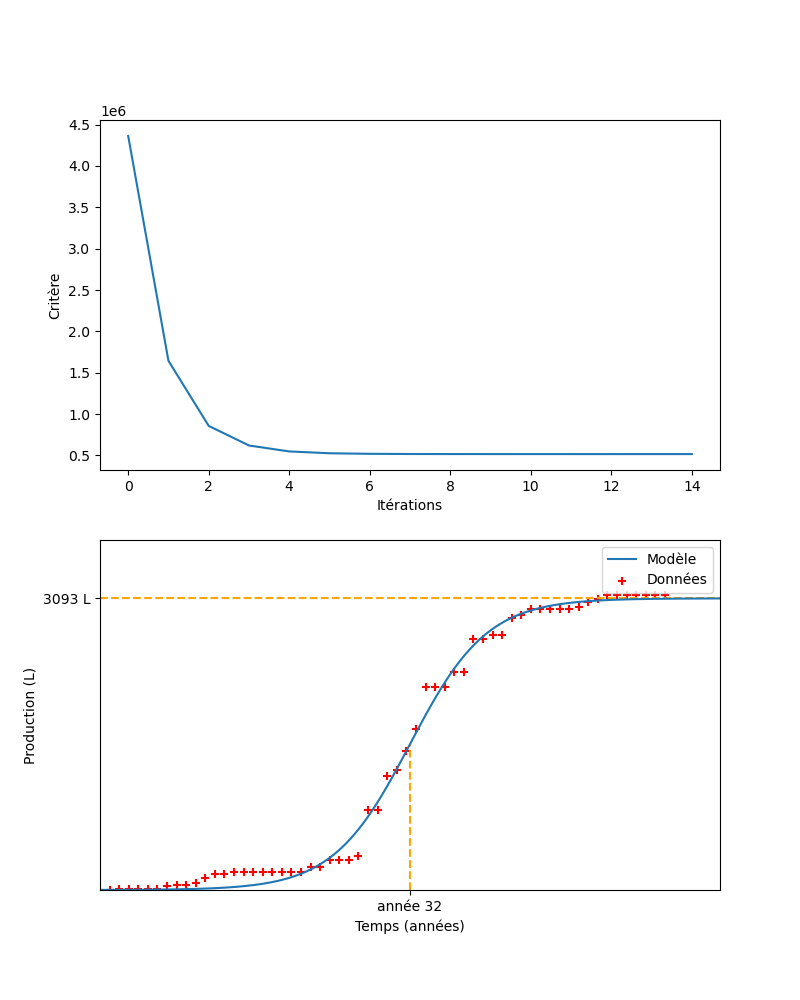 1e6
4.5
4.0
3.5
3.0
2.5
2.0
1.5
1.0
0.5
Critère
0 2 4 6 8 10 12 14
Itérations
Modèle
Données
3093 L
Production (L)
année 32
Temps (années)